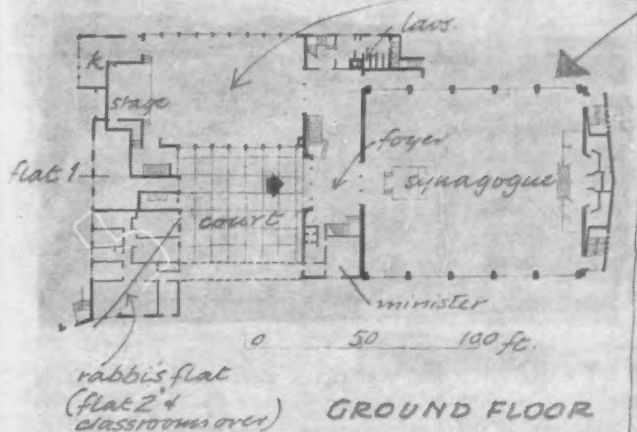 lavs.
k
stage
foyer
flat 1
synagogue
court
minister
0 50 100 ft.
rabbi's flat
(flat 2 &
classrooms over)
GROUND FLOOR